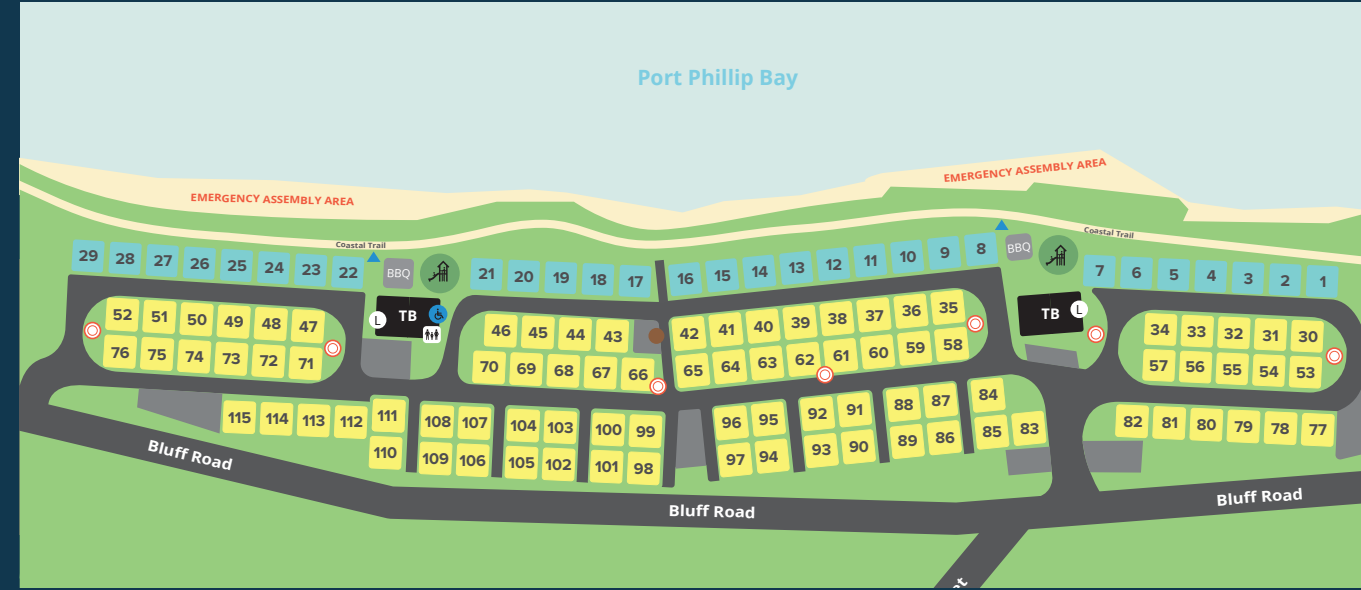 Port Phillip Bay
EMERGENCY ASSEMBLY AREA
EMERGENCY ASSEMBLY AREA
Coastal Trail
Coastal Trail
29 28 27 26 25 24 23 22
BBQ
21 20 19 18 17
16 15 14 13 12 11 10 9 8
BBQ
7 6 5 4 3 2 1
52 51 50 49 48 47
L
TB
46 45 44 43
42 41 40 39 38 37 36 35
TB
L
34 33 32 31 30
76 75 74 73 72 71
70 69 68 67 66
65 64 63 62 61 60 59 58
57 56 55 54 53
115 114 113 112 111
108 107
104 103
100 99
96 95
92 91
88 87
84
82 81 80 79 78 77
110
109 106
105 102
101 98
97 94
93 90
89 86
85 83
Bluff Road
Bluff Road
Bluff Road
et